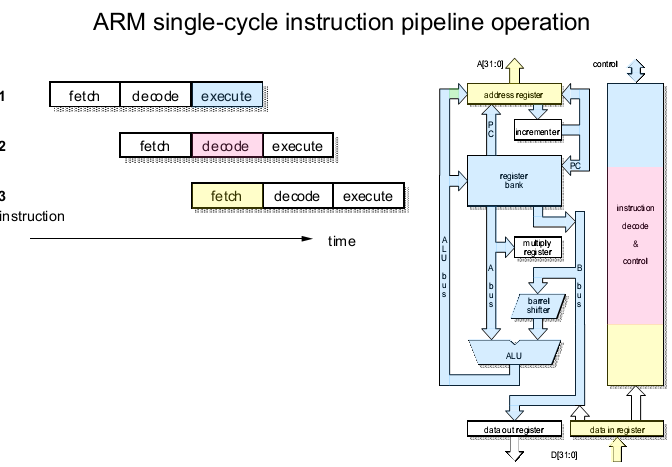 ARM single-cycle instruction pipeline operation
1
fetch decode execute
2
fetch decode execute
3
fetch decode execute
instruction
time
A[31:0]
control
address register
P
C
incrementer
PC
register
bank
instruction
decode
&
control
A
L
U
b
u
s
A
b
u
s
B
b
u
s
multiply
register
barrel
shifter
ALU
data out register
data in register
D[31:0]